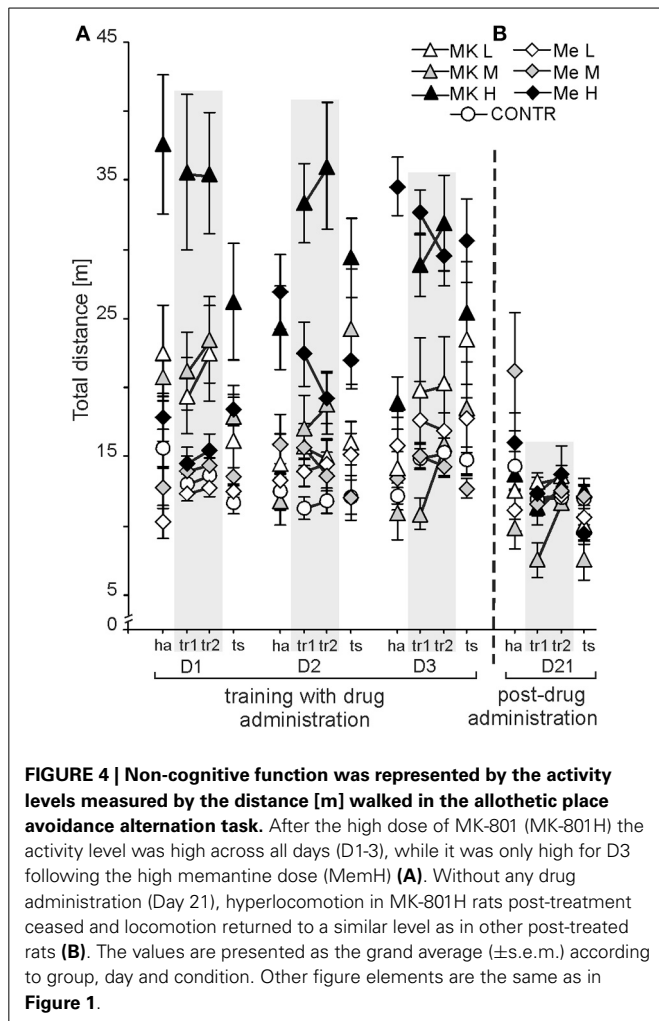 A
B
45
35
25
15
5
0
Total distance [m]
MK L
Me L
MK M
Me M
MK H
Me H
CONTR
ha tr1 tr2 ts ha tr1 tr2 ts ha tr1 tr2 ts ha tr1 tr2 ts
D1 D2 D3 D21
training with drug
administration
post-drug
administration
FIGURE 4 | Non-cognitive function was represented by the activity
levels measured by the distance [m] walked in the allothetic place
avoidance alternation task. After the high dose of MK-801 (MK-801H) the
activity level was high across all days (D1-3), while it was only high for D3
following the high memantine dose (MemH) (A). Without any drug
administration (Day 21), hyperlocomotion in MK-801H rats post-treatment
ceased and locomotion returned to a similar level as in other post-treated
rats (B). The values are presented as the grand average (±s.e.m.) according
to group, day and condition. Other figure elements are the same as in
Figure 1.